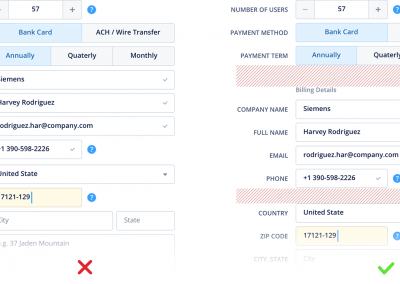 − 57 + ?
Bank Card ACH / Wire Transfer
Annually Quaterly Monthly
Siemens
Harvey Rodriguez
rodriguez.har@company.com
+1 390-598-2226 ?
United State
17121-129 ?
City State
e.g. 37 Jaden Mountain
NUMBER OF USERS − 57 + ?
PAYMENT METHOD Bank Card
PAYMENT TERM Annually Quaterly
Billing Details
COMPANY NAME Siemens
FULL NAME Harvey Rodriguez
EMAIL rodriguez.har@company.com
PHONE +1 390-598-2226 ?
COUNTRY United State
ZIP CODE 17121-129 ?
CITY, STATE City